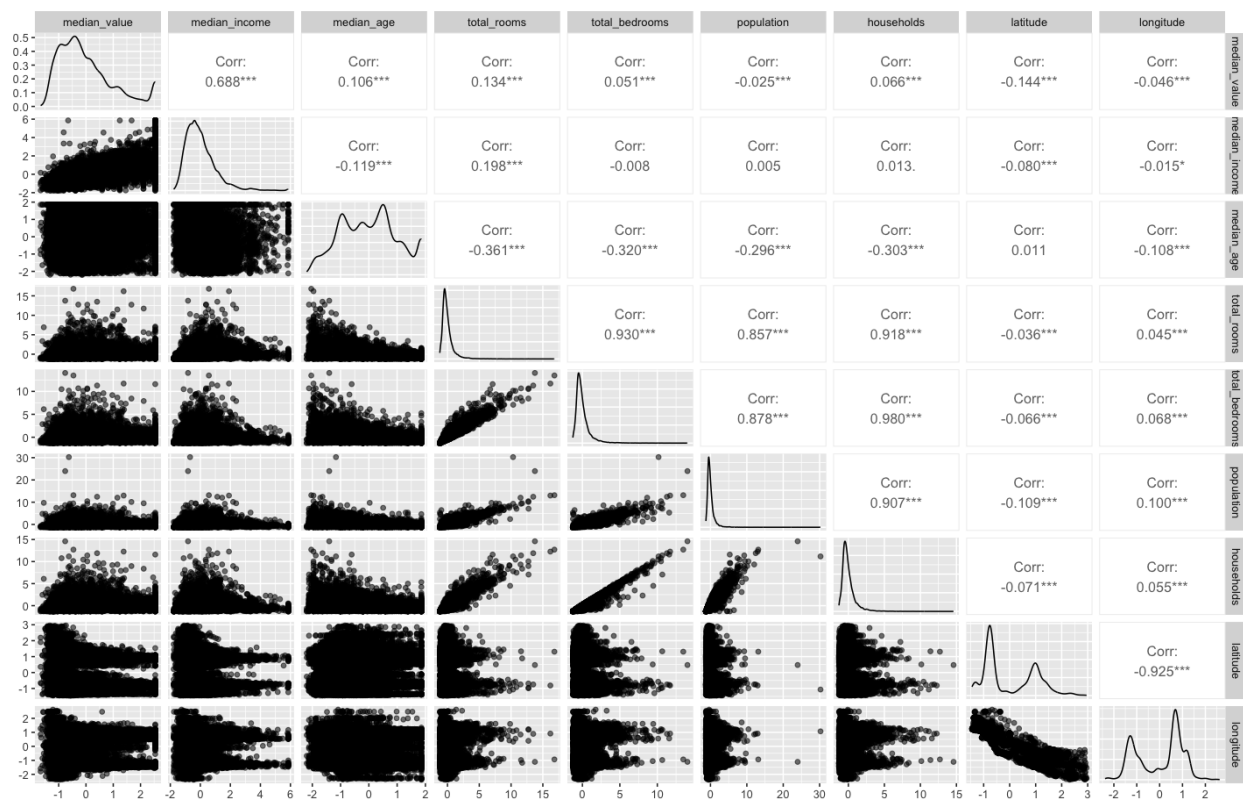 median_value median_income median_age total_rooms total_bedrooms population households latitude longitude
0.5
0.4
0.3
0.2
0.1
0.0
Corr:
0.688***
Corr:
0.106***
Corr:
0.134***
Corr:
0.051***
Corr:
-0.025***
Corr:
0.066***
Corr:
-0.144***
Corr:
-0.046***
median_value
6
4
2
0
-2
Corr:
-0.119***
Corr:
0.198***
Corr:
-0.008
Corr:
0.005
Corr:
0.013.
Corr:
-0.080***
Corr:
-0.015*
median_income
2
1
0
-1
-2
Corr:
-0.361***
Corr:
-0.320***
Corr:
-0.296***
Corr:
-0.303***
Corr:
0.011
Corr:
-0.108***
median_age
15
10
5
0
Corr:
0.930***
Corr:
0.857***
Corr:
0.918***
Corr:
-0.036***
Corr:
0.045***
total_rooms
10
5
0
Corr:
0.878***
Corr:
0.980***
Corr:
-0.066***
Corr:
0.068***
total_bedrooms
30
20
10
0
Corr:
0.907***
Corr:
-0.109***
Corr:
0.100***
population
15
10
5
0
Corr:
-0.071***
Corr:
0.055***
households
3
2
1
0
-1
Corr:
-0.925***
latitude
2
1
0
-1
-2
longitude
-1 0 1 2
-2 0 2 4 6
-2 -1 0 1 2
0 5 10 15
0 5 10
0 10 20 30
0 5 10 15
-1 0 1 2 3
-2 -1 0 1 2